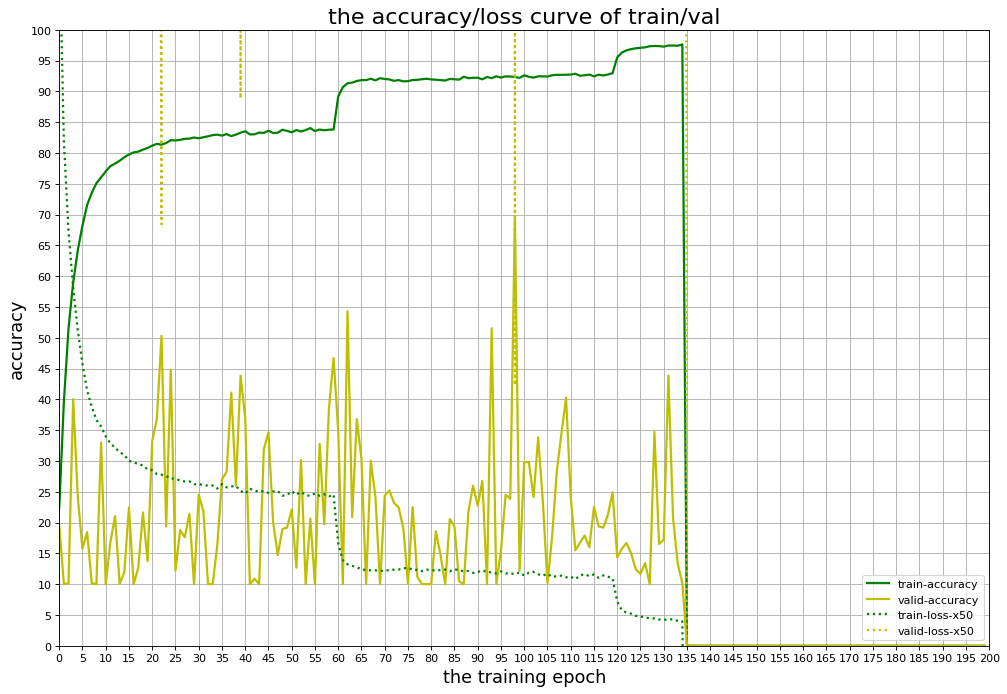 the accuracy/loss curve of train/val
100
95
90
85
80
75
70
65
60
55
50
45
40
35
30
25
20
15
10
5
0
accuracy
0 5 10 15 20 25 30 35 40 45 50 55 60 65 70 75 80 85 90 95 100 105 110 115 120 125 130 135 140 145 150 155 160 165 170 175 180 185 190 195 200
the training epoch
train-accuracy
valid-accuracy
train-loss-x50
valid-loss-x50